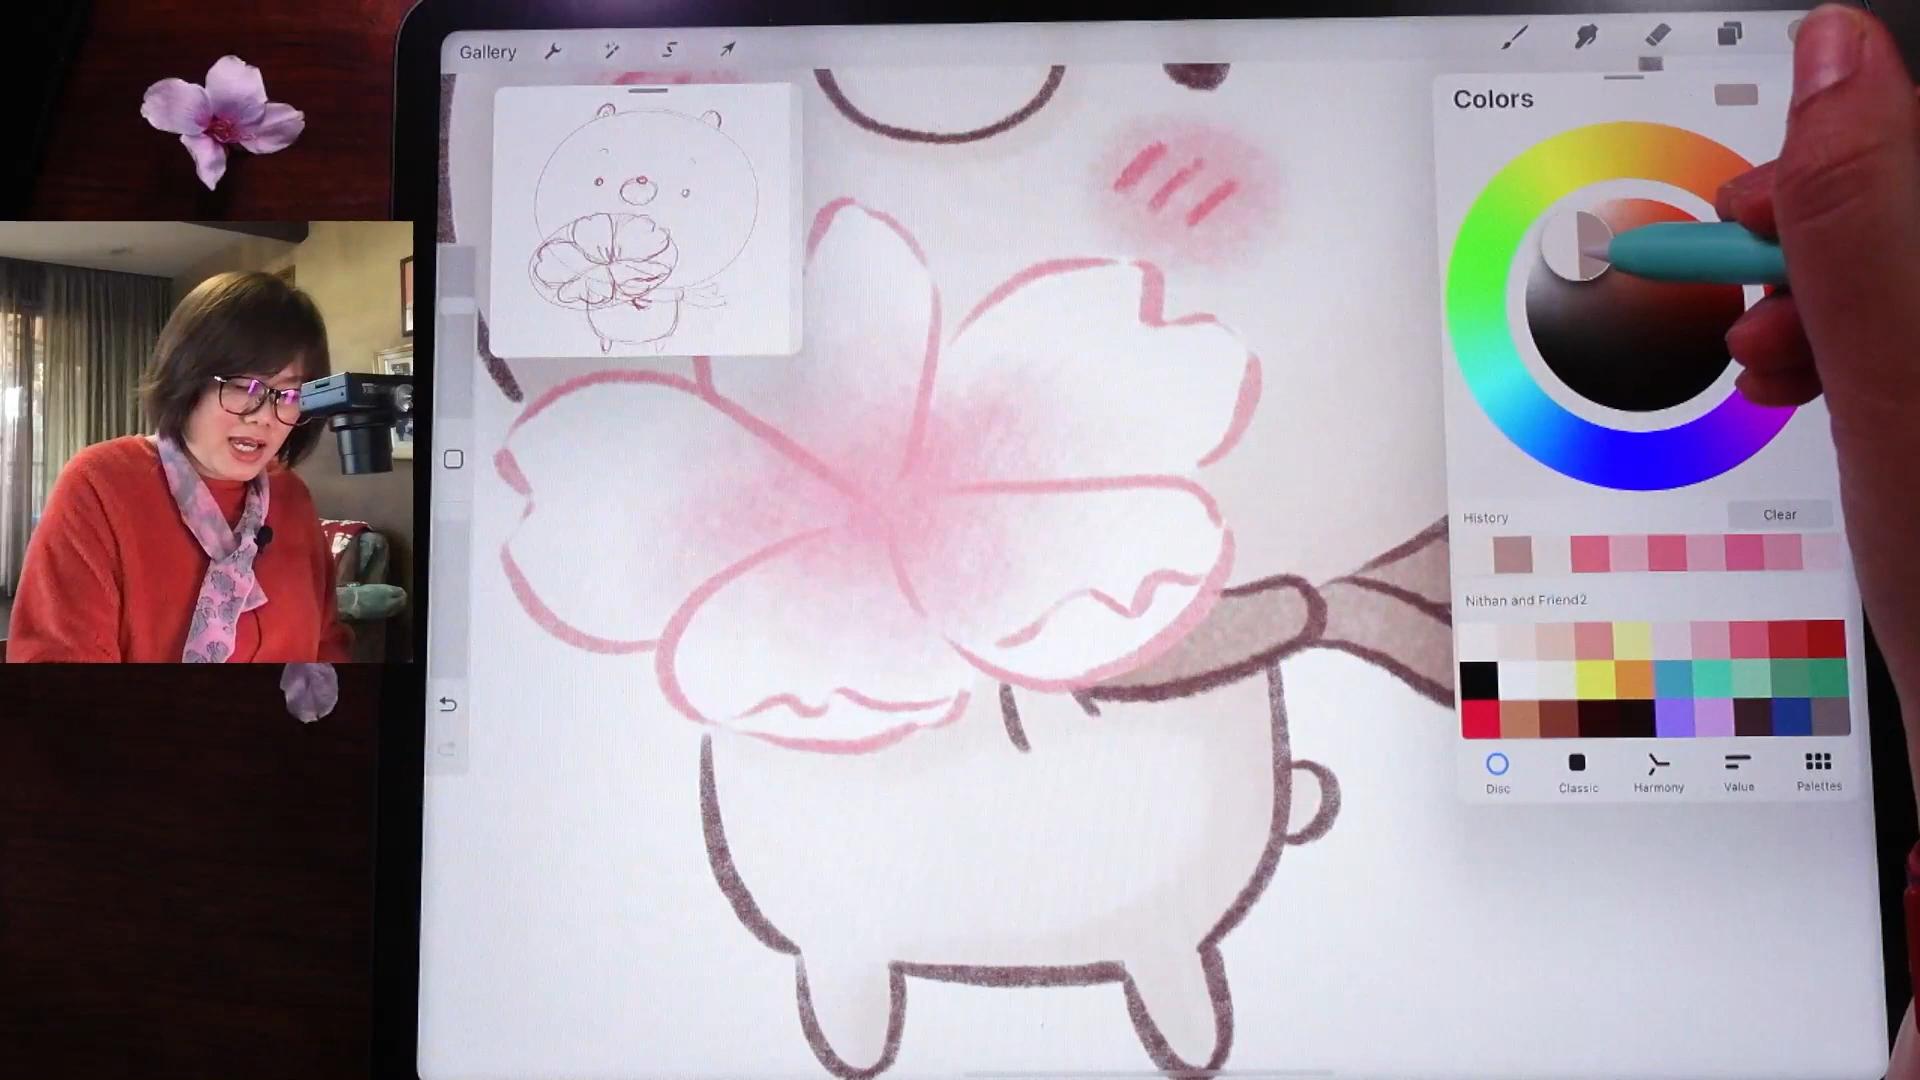 Gallery
Colors
History
Clear
Nithan and Friend2
Disc
Classic
Harmony
Value
Palettes